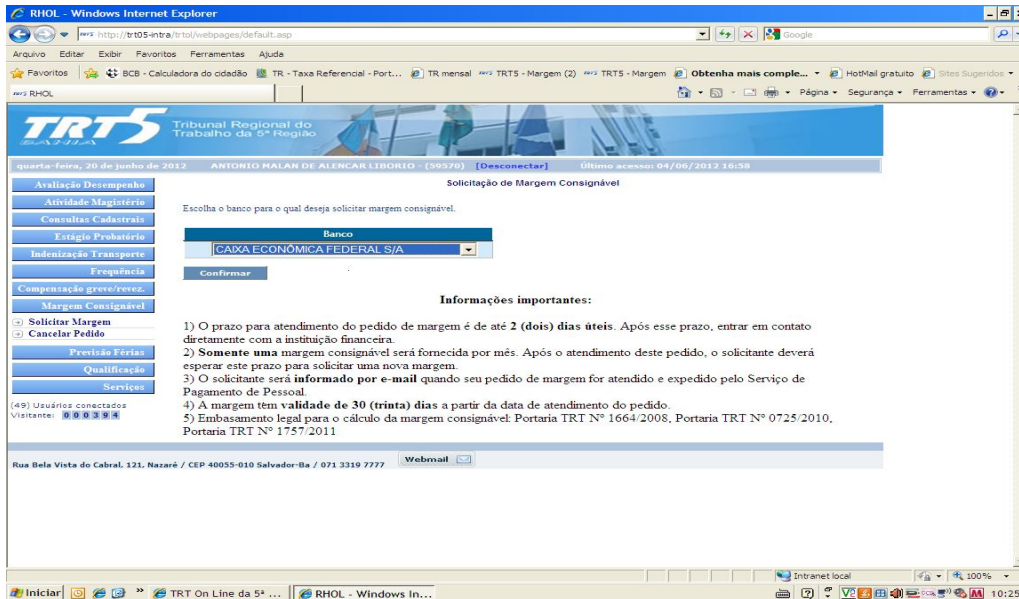 RHOL - Windows Internet Explorer
http://trt05-intra/trtol/webpages/default.asp
Google
Arquivo Editar Exibir Favoritos Ferramentas Ajuda
Favoritos BCB - Calculadora do cidadão TR - Taxa Referencial - Port... TR mensal TRT5 - Margem (2) TRT5 - Margem Obtenha mais comple... HotMail gratuito Sites Sugeridos
RHOL Página Segurança Ferramentas
TRT5
BAHIA
Tribunal Regional do
Trabalho da 5ª Região
quarta-feira, 20 de junho de 2012 ANTONIO MALAN DE ALENCAR LIBORIO - (59570) [Desconectar] Último acesso: 04/06/2012 16:58
Avaliação Desempenho
Atividade Magistério
Consultas Cadastrais
Estágio Probatório
Indenização Transporte
Frequência
Compensação greve/revez.
Margem Consignável
Solicitar Margem
Cancelar Pedido
Previsão Férias
Qualificação
Serviços
(49) Usuários conectados
Visitante: 000394
Solicitação de Margem Consignável
Escolha o banco para o qual deseja solicitar margem consignável.
Banco
CAIXA ECONÔMICA FEDERAL S/A
Confirmar
Informações importantes:
1) O prazo para atendimento do pedido de margem é de até 2 (dois) dias úteis. Após esse prazo, entrar em contato
diretamente com a instituição financeira.
2) Somente uma margem consignável será fornecida por mês. Após o atendimento deste pedido, o solicitante deverá
esperar este prazo para solicitar uma nova margem.
3) O solicitante será informado por e-mail quando seu pedido de margem for atendido e expedido pelo Serviço de
Pagamento de Pessoal.
4) A margem tem validade de 30 (trinta) dias a partir da data de atendimento do pedido.
5) Embasamento legal para o cálculo da margem consignável: Portaria TRT Nº 1664/2008, Portaria TRT Nº 0725/2010,
Portaria TRT Nº 1757/2011
Rua Bela Vista do Cabral, 121, Nazaré / CEP 40055-010 Salvador-Ba / 071 3319 7777 Webmail
Intranet local 100%
Iniciar TRT On Line da 5ª ... RHOL - Windows In... 10:25